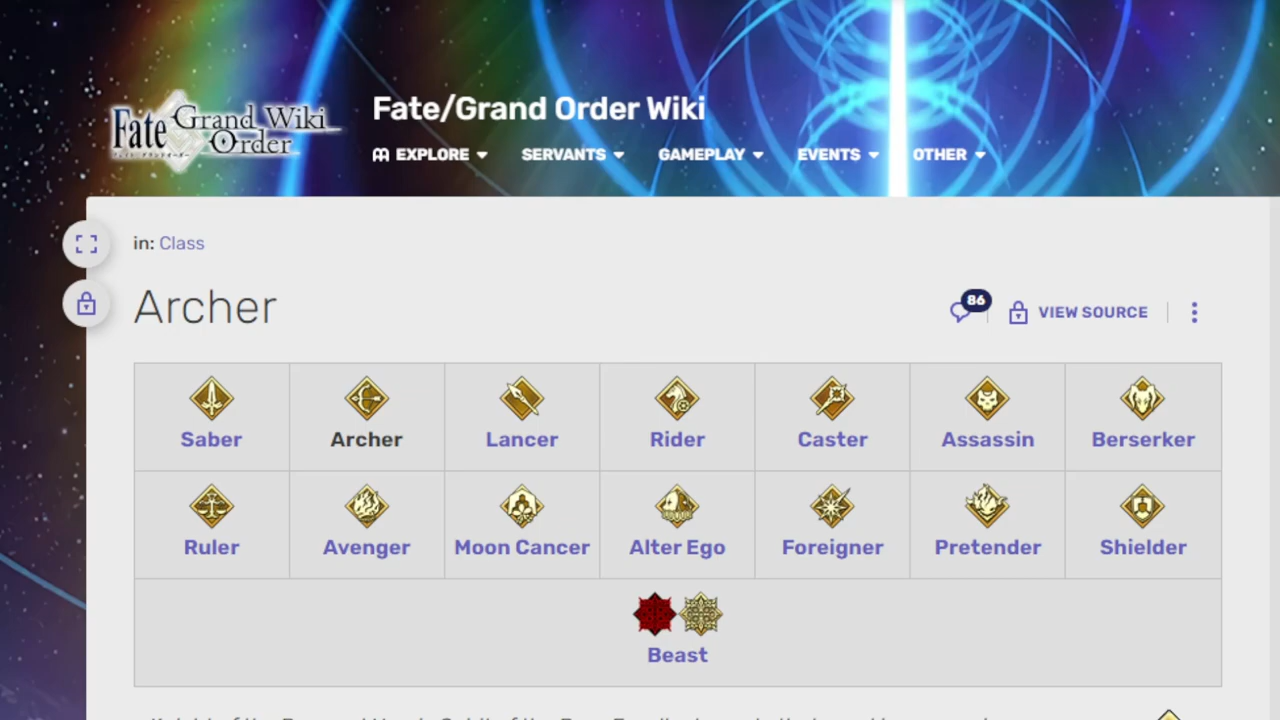 Fate/Grand Order Wiki
Fate Grand Order Wiki
EXPLORE SERVANTS GAMEPLAY EVENTS OTHER
in: Class
Archer
86
VIEW SOURCE
Saber Archer Lancer Rider Caster Assassin Berserker
Ruler Avenger Moon Cancer Alter Ego Foreigner Pretender Shielder
Beast